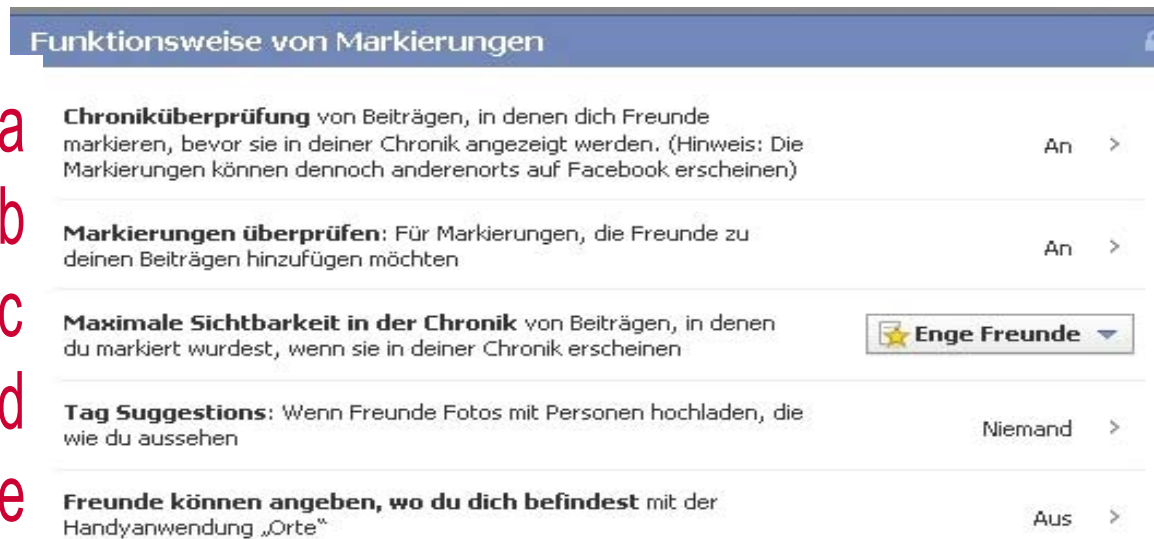 Funktionsweise von Markierungen
a
Chroniküberprüfung von Beiträgen, in denen dich Freunde
markieren, bevor sie in deiner Chronik angezeigt werden. (Hinweis: Die
Markierungen können dennoch anderenorts auf Facebook erscheinen)
An >
b
Markierungen überprüfen: Für Markierungen, die Freunde zu
deinen Beiträgen hinzufügen möchten
An >
c
Maximale Sichtbarkeit in der Chronik von Beiträgen, in denen
du markiert wurdest, wenn sie in deiner Chronik erscheinen
Enge Freunde
d
Tag Suggestions: Wenn Freunde Fotos mit Personen hochladen, die
wie du aussehen
Niemand >
e
Freunde können angeben, wo du dich befindest mit der
Handyanwendung „Orte“
Aus >